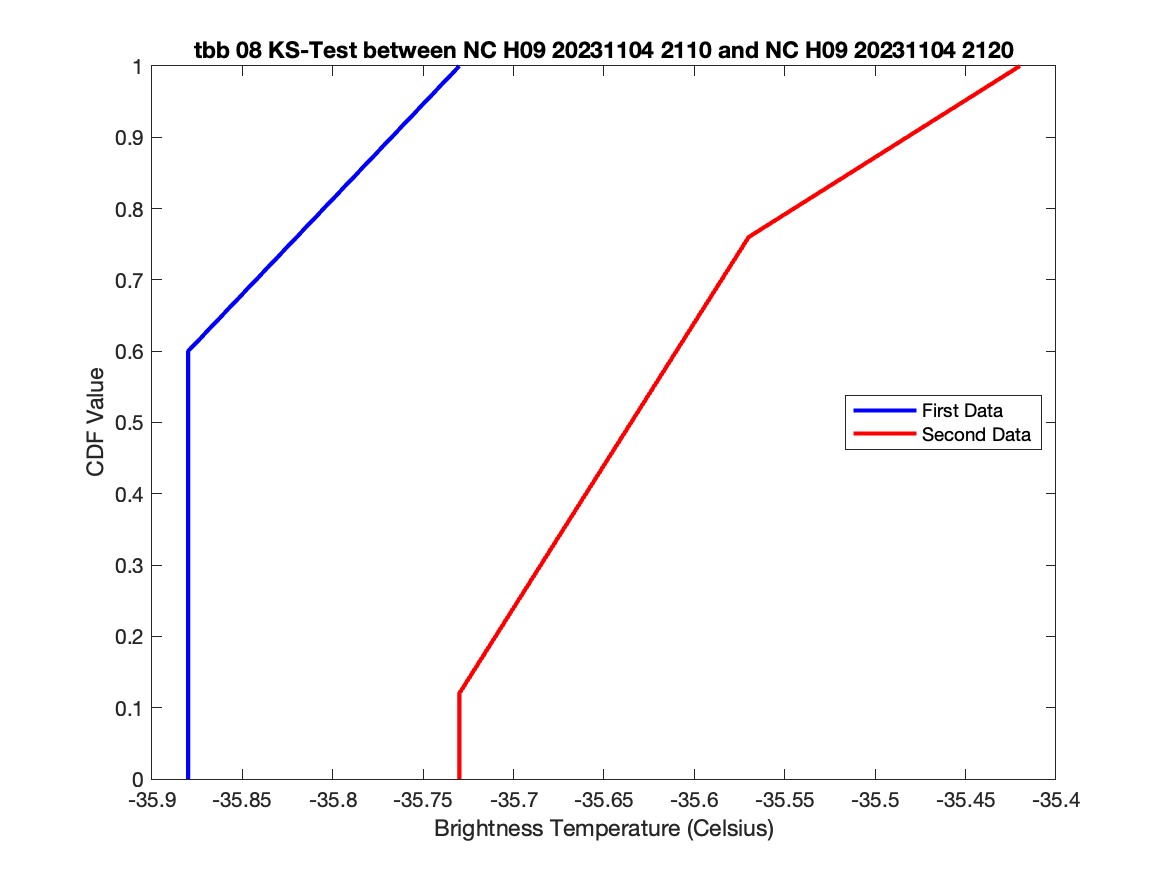 tbb 08 KS-Test between NC H09 20231104 2110 and NC H09 20231104 2120
1
0.9
0.8
0.7
0.6
0.5
0.4
0.3
0.2
0.1
0
CDF Value
First Data
Second Data
-35.9 -35.85 -35.8 -35.75 -35.7 -35.65 -35.6 -35.55 -35.5 -35.45 -35.4
Brightness Temperature (Celsius)